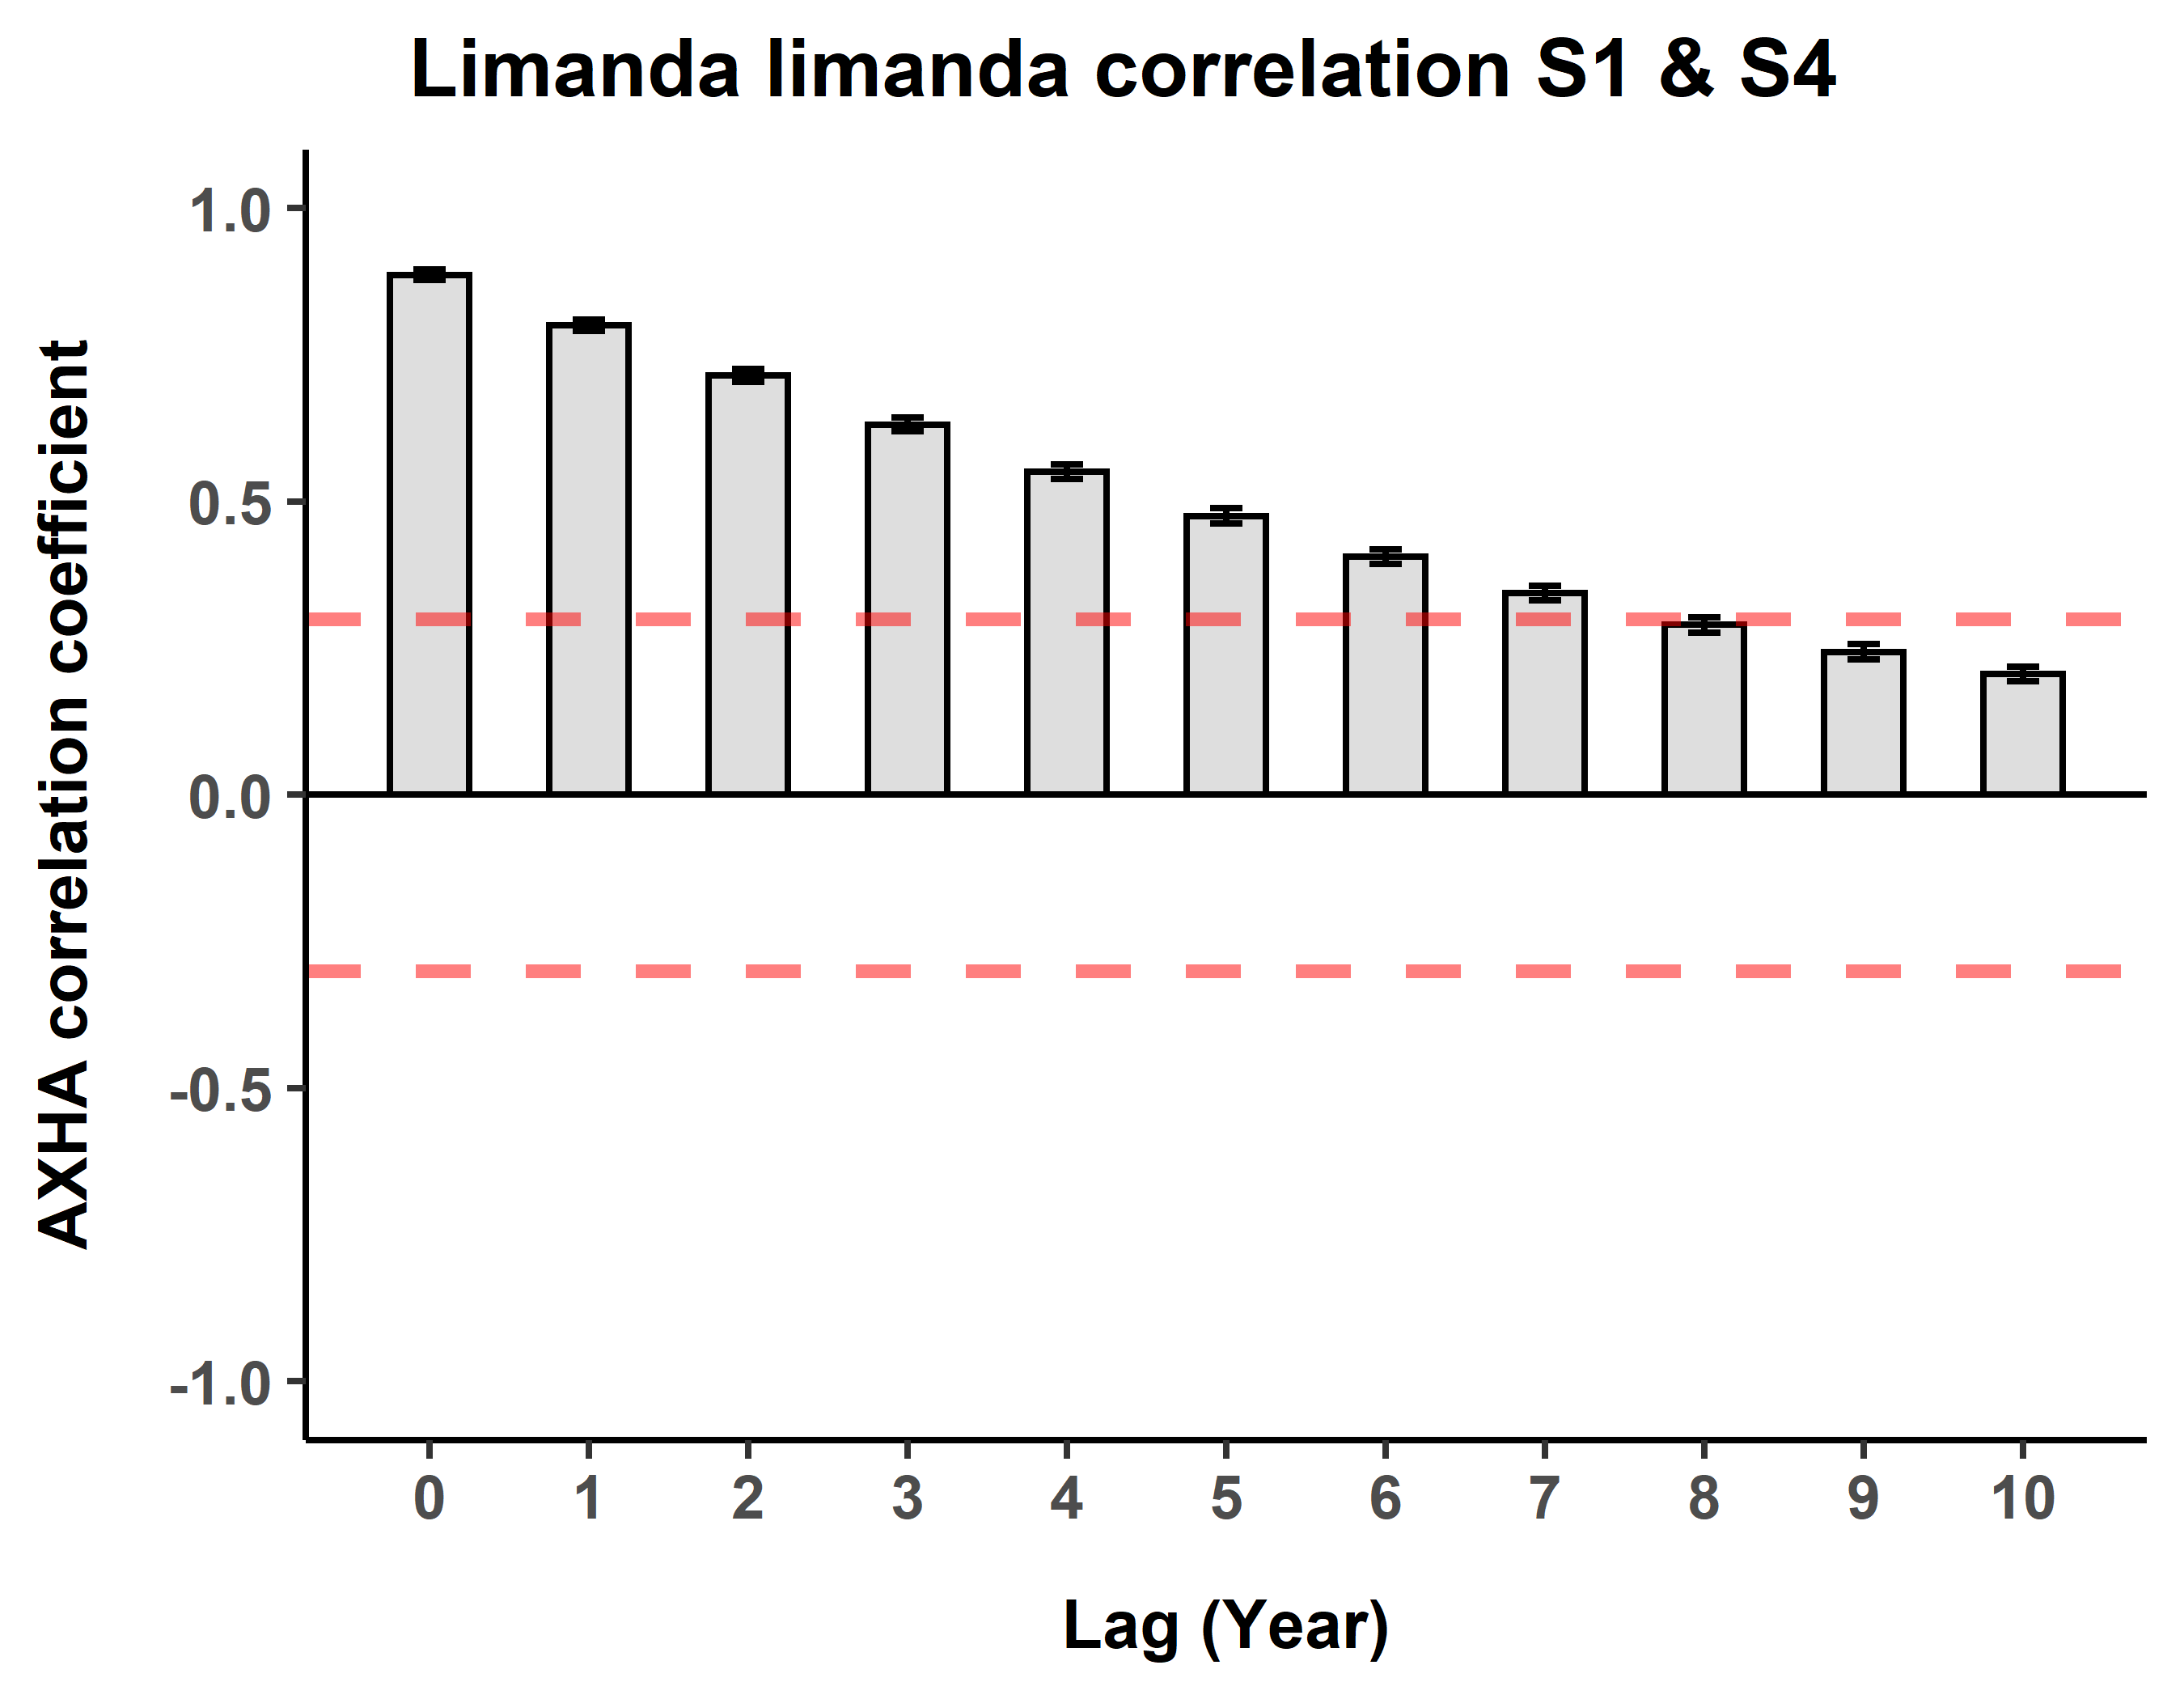 Limanda limanda correlation S1 & S4
AXHA correlation coefficient
1.0
0.5
0.0
-0.5
-1.0
0 1 2 3 4 5 6 7 8 9 10
Lag (Year)